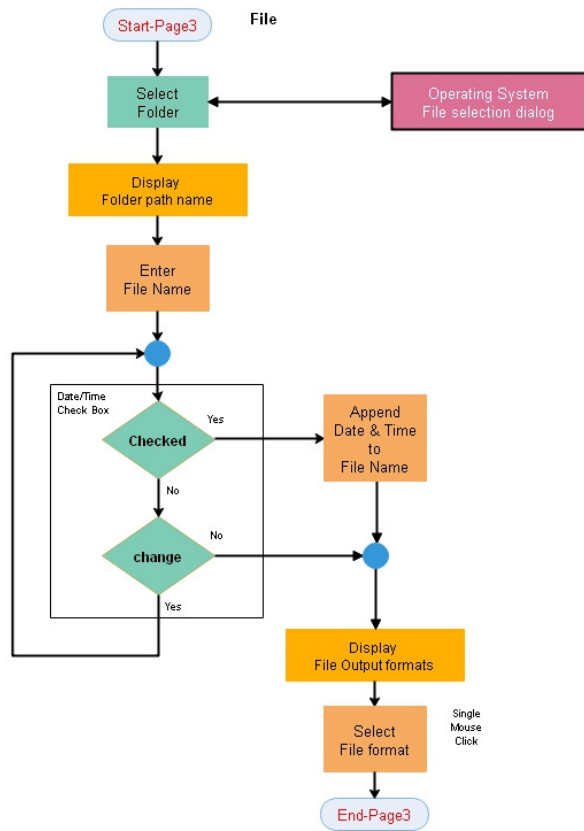 File
Start-Page3
Select
Folder
Operating System
File selection dialog
Display
Folder path name
Enter
File Name
Date/Time
Check Box
Checked
Yes
Append
Date & Time
to
File Name
No
change
No
Yes
Display
File Output formats
Select
File format
Single
Mouse
Click
End-Page3